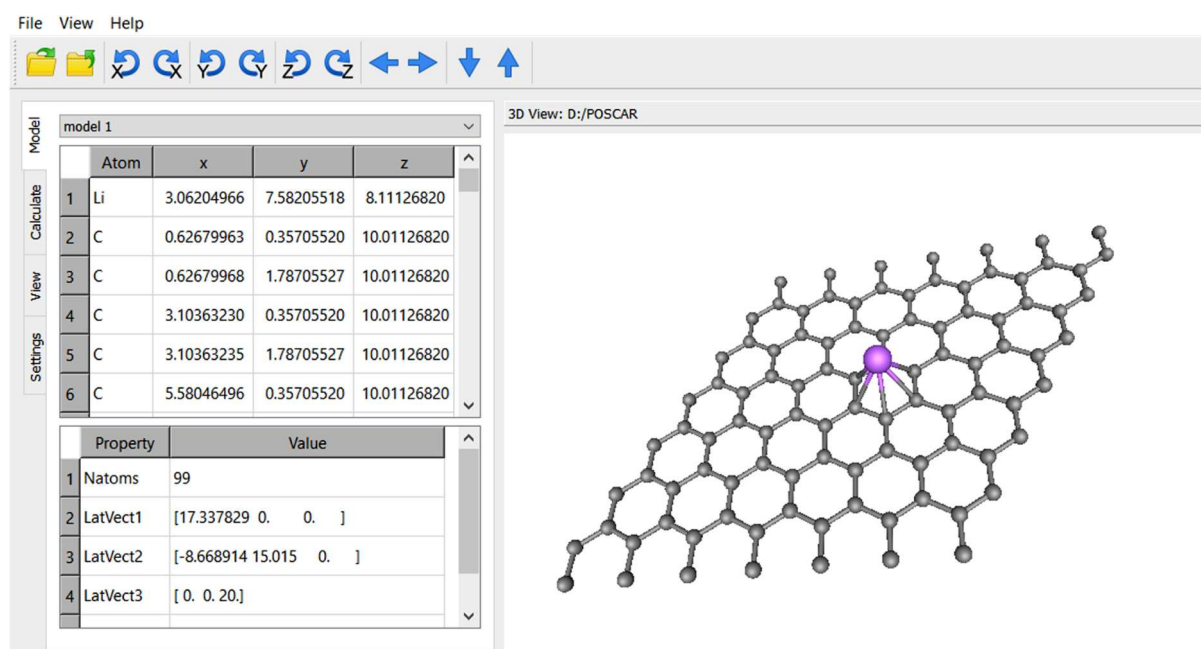 File View Help
X X Y Y Z Z
Model
Calculate
View
Settings
model 1
Atom x y z
1 Li 3.06204966 7.58205518 8.11126820
2 C 0.62679963 0.35705520 10.01126820
3 C 0.62679968 1.78705527 10.01126820
4 C 3.10363230 0.35705520 10.01126820
5 C 3.10363235 1.78705527 10.01126820
6 C 5.58046496 0.35705520 10.01126820
Property Value
1 Natoms 99
2 LatVect1 [17.337829 0. 0. ]
3 LatVect2 [-8.668914 15.015 0. ]
4 LatVect3 [ 0. 0. 20.]
3D View: D:/POSCAR